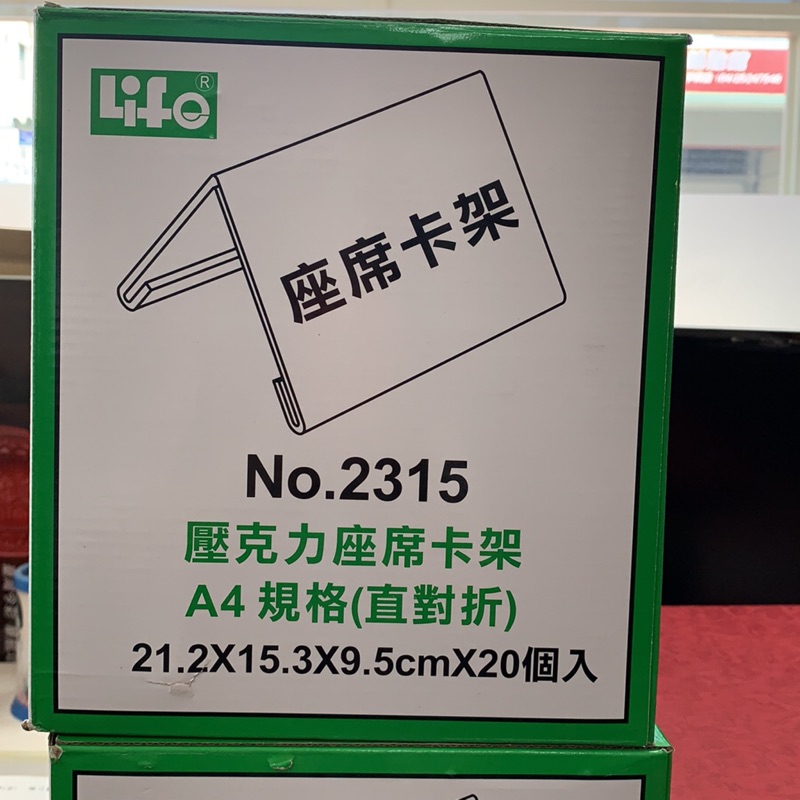 Life®
座席卡架
No.2315
壓克力座席卡架
A4 規格(直對折)
21.2X15.3X9.5cmX20個入